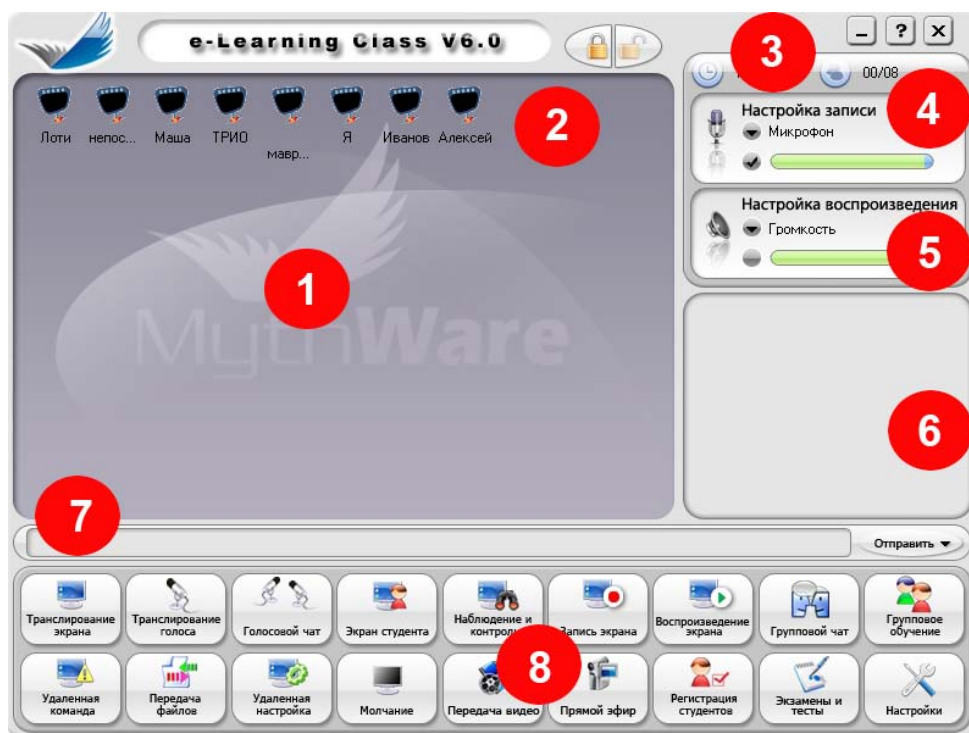 e-Learning Class V6.0
3
00/08
Настройка записи
4
Микрофон
Лоти непос... Маша ТРИО мавр... Я Иванов Алексей
2
Настройка воспроизведения
Громкость
5
1
MythWare
6
7
Отправить
Транслирование экрана
Транслирование голоса
Голосовой чат
Экран студента
Наблюдение и
Запись экрана
Воспроизведение экрана
Групповой чат
Групповое обучение
8
Удаленная команда
Передача файлов
Удаленная настройка
Молчание
Передача видео
Прямой эфир
Регистрация студентов
Экзамены и тесты
Настройки